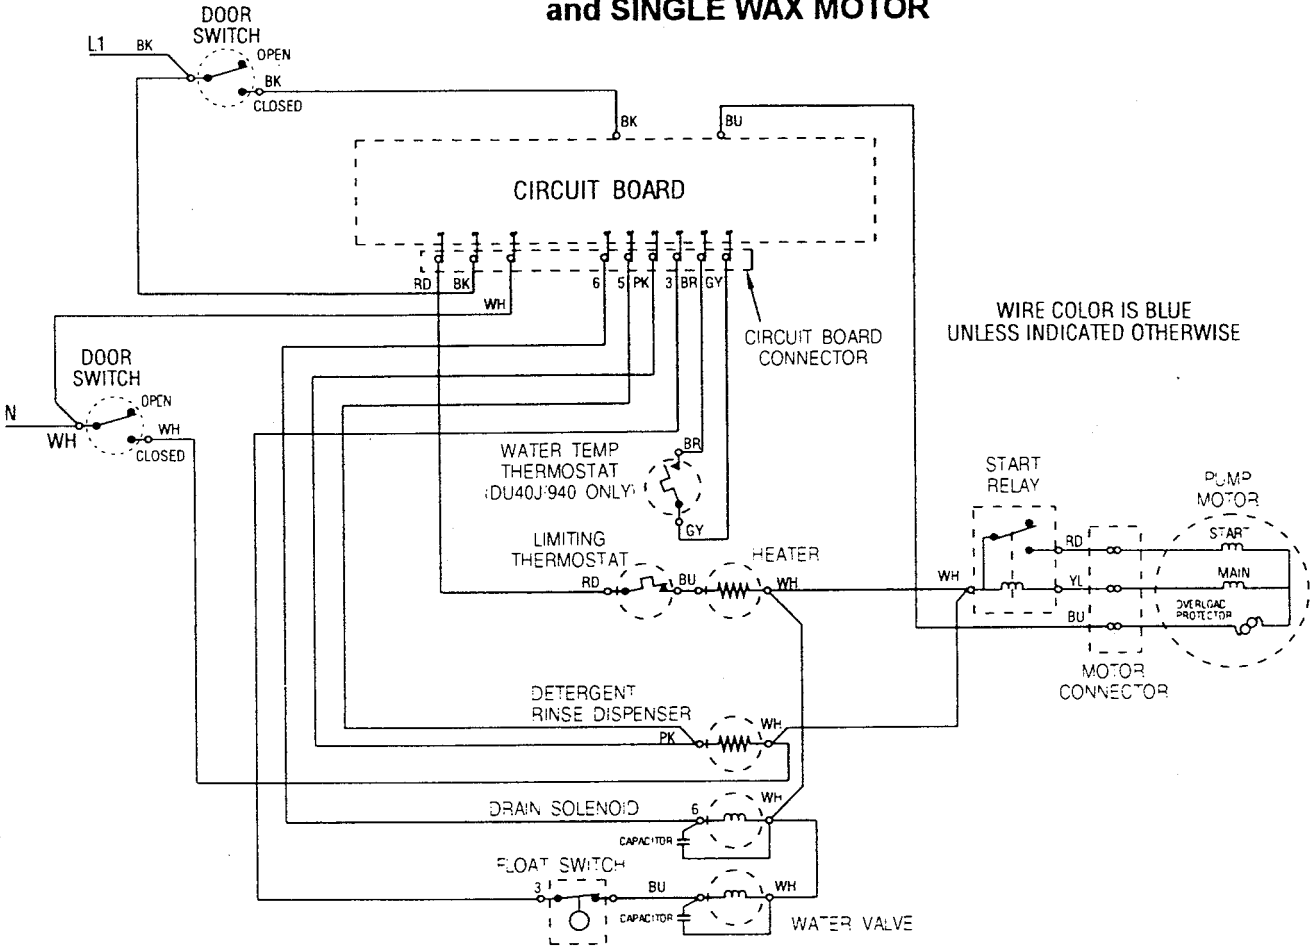 and SINGLE WAX MOTOR
DOOR
SWITCH
L1
BK
OPEN
BK
CLOSED
BK
BU
CIRCUIT BOARD
RD
BK
WH
6
5
PK
3
BR
GY
CIRCUIT BOARD
CONNECTOR
WIRE COLOR IS BLUE
UNLESS INDICATED OTHERWISE
DOOR
SWITCH
N
WH
OPEN
WH
CLOSED
WATER TEMP
THERMOSTAT
(DU40J/940 ONLY)
BR
GY
LIMITING
THERMOSTAT
RD
BU
HEATER
WH
START
RELAY
WH
RD
YL
BU
PUMP
MOTOR
START
MAIN
OVERLOAD
PROTECTOR
MOTOR
CONNECTOR
DETERGENT
RINSE DISPENSER
PK
WH
DRAIN SOLENOID
6
WH
CAPACITOR
FLOAT SWITCH
3
BU
WH
CAPACITOR
WATER VALVE